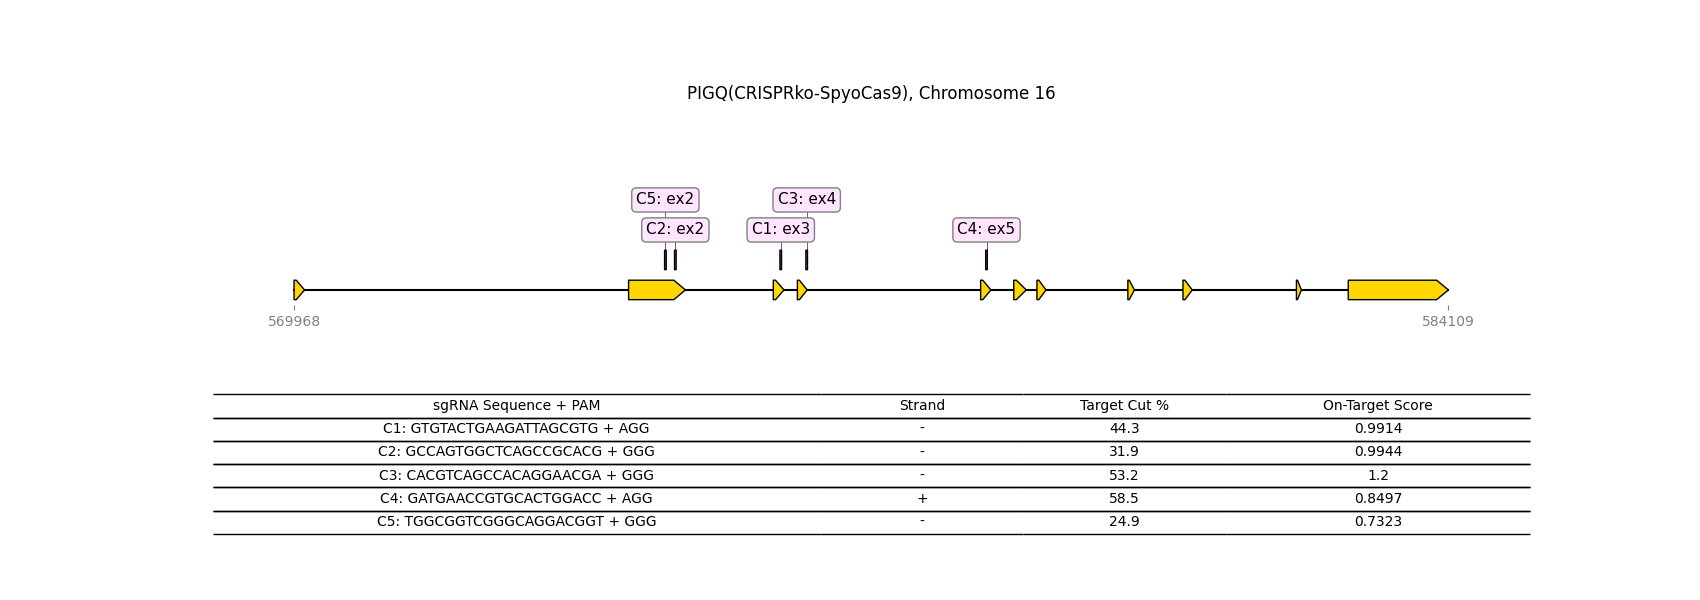 PIGQ(CRISPRko-SpyoCas9), Chromosome 16
C5: ex2 C3: ex4
C2: ex2 C1: ex3 C4: ex5
569968 584109
sgRNA Sequence + PAM Strand Target Cut % On-Target Score
C1: GTGTACTGAAGATTAGCGTG + AGG - 44.3 0.9914
C2: GCCAGTGGCTCAGCCGCACG + GGG - 31.9 0.9944
C3: CACGTCAGCCACAGGAACGA + GGG - 53.2 1.2
C4: GATGAACCGTGCACTGGACC + AGG + 58.5 0.8497
C5: TGGCGGTCGGGCAGGACGGT + GGG - 24.9 0.7323